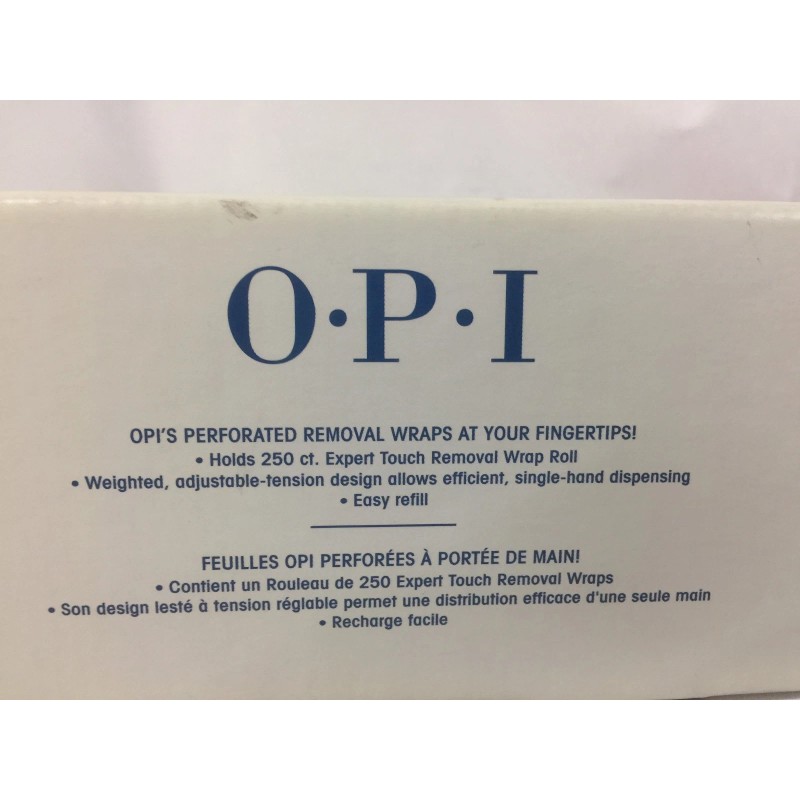 O·P·I
OPI'S PERFORATED REMOVAL WRAPS AT YOUR FINGERTIPS!
• Holds 250 ct. Expert Touch Removal Wrap Roll
• Weighted, adjustable-tension design allows efficient, single-hand dispensing
• Easy refill
FEUILLES OPI PERFORÉES À PORTÉE DE MAIN!
• Contient un Rouleau de 250 Expert Touch Removal Wraps
• Son design lesté à tension réglable permet une distribution efficace d'une seule main
• Recharge facile